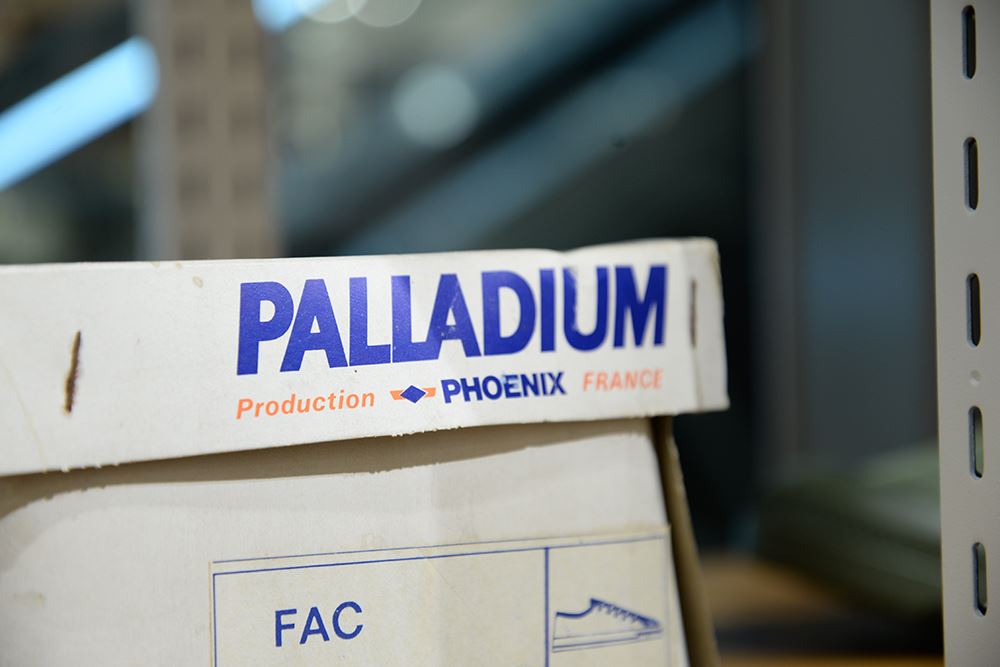 PALLADIUM
Production PHOENIX FRANCE
FAC